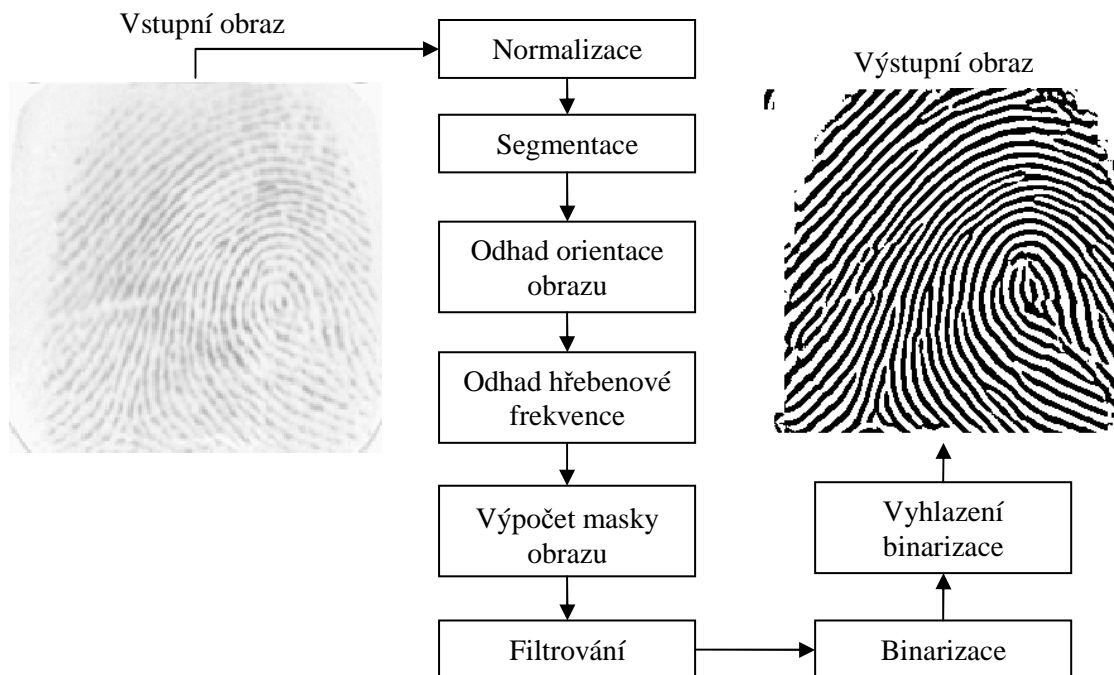 Vstupní obraz
Normalizace
Segmentace
Odhad orientace
obrazu
Odhad hřebenové
frekvence
Výpočet masky
obrazu
Filtrování
Binarizace
Vyhlazení
binarizace
Výstupní obraz